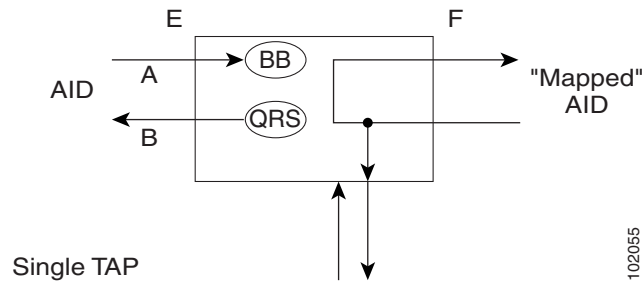 E
F
A
BB
AID
"Mapped"
AID
QRS
B
Single TAP
102055